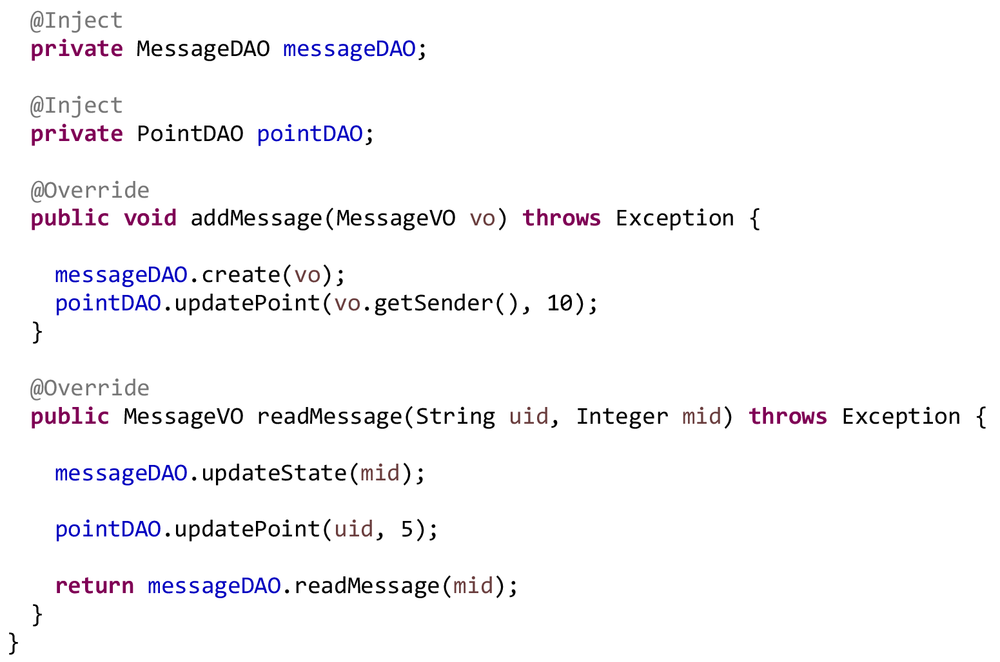 @Inject
private MessageDAO messageDAO;
@Inject
private PointDAO pointDAO;
@Override
public void addMessage(MessageVO vo) throws Exception {
messageDAO.create(vo);
pointDAO.updatePoint(vo.getSender(), 10);
}
@Override
public MessageVO readMessage(String uid, Integer mid) throws Exception {
messageDAO.updateState(mid);
pointDAO.updatePoint(uid, 5);
return messageDAO.readMessage(mid);
}
}